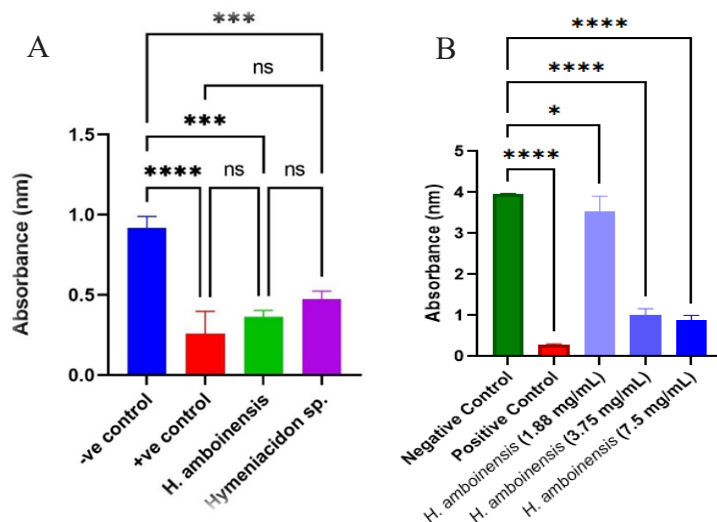 A
***
ns
***
****
ns
ns
Absorbance (nm)
1.5
1.0
0.5
0.0
-ve control
+ve control
H. amboinensis
Hymeniacidon sp.
B
****
****
*
****
Absorbance (nm)
5
4
3
2
1
0
Negative Control
Positive Control
H. amboinensis (1.88 mg/mL)
H. amboinensis (3.75 mg/mL)
H. amboinensis (7.5 mg/mL)